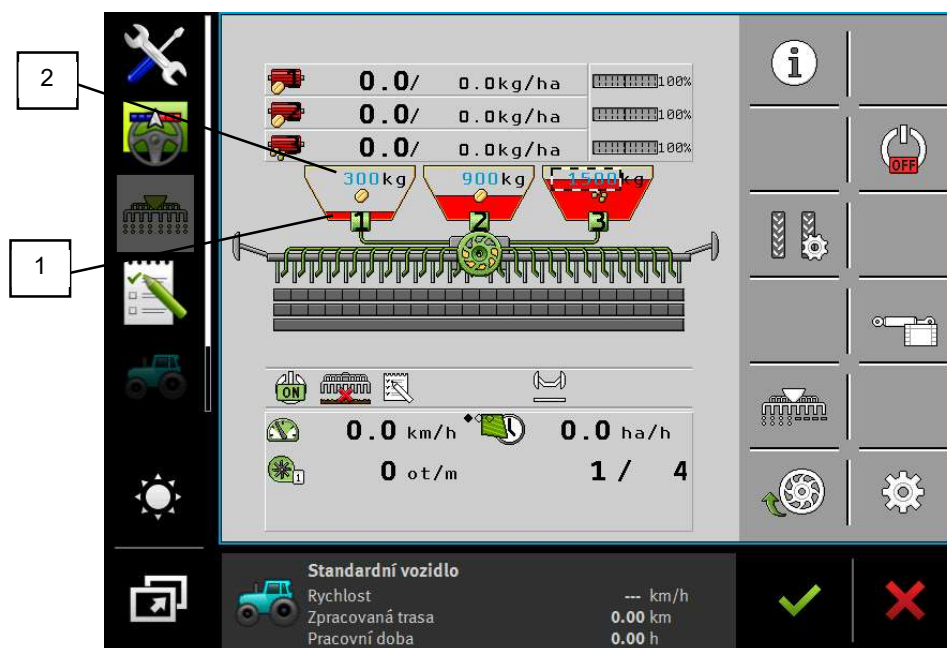 2
1
0.0/ 0.0kg/ha 100%
0.0/ 0.0kg/ha 100%
0.0/ 0.0kg/ha 100%
300kg 900kg 1500kg
1 2 3
OFF
ON
0.0 km/h 0.0 ha/h
1 0 ot/m 1/ 4
Standardní vozidlo
Rychlost --- km/h
Zpracovaná trasa 0.00 km
Pracovní doba 0.00 h